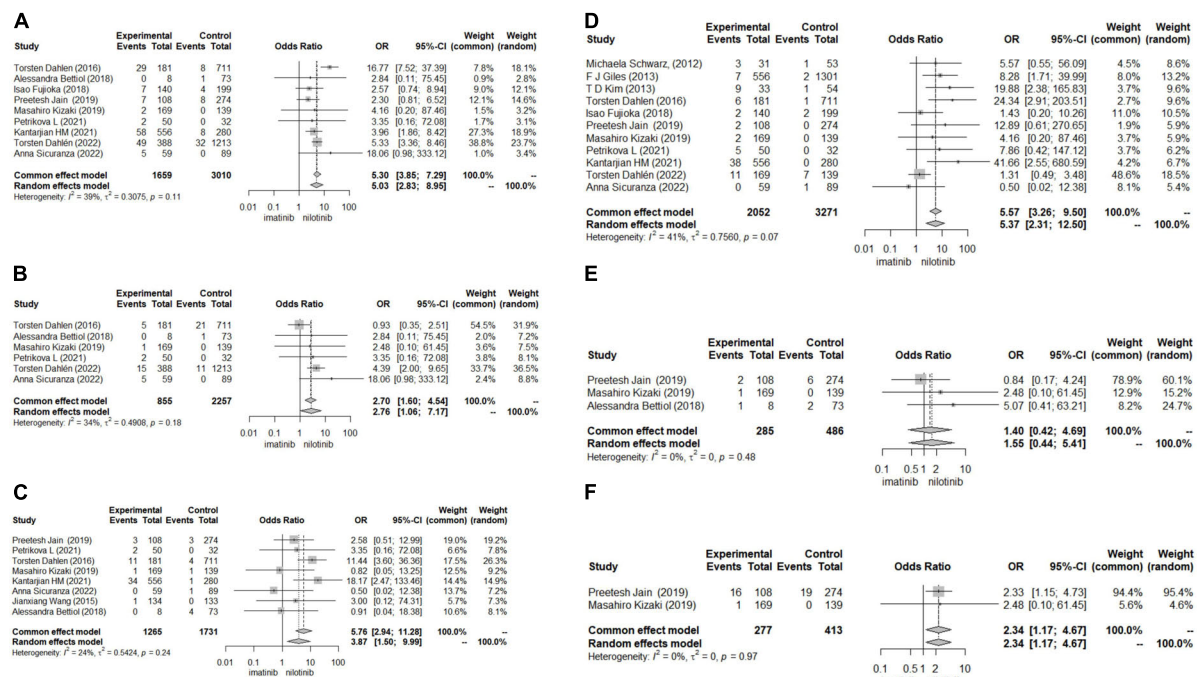 A
Experimental Control Weight Weight
Study Events Total Events Total Odds Ratio OR 95%-CI (common) (random)
Torsten Dahlen (2016) 29 181 8 711 16.77 [7.52; 37.39] 7.8% 18.1%
Alessandra Bettiol (2018) 0 8 1 73 2.84 [0.11; 75.45] 0.9% 2.8%
Isao Fujioka (2018) 7 140 4 199 2.57 [0.74; 8.94] 9.0% 12.1%
Preetesh Jain (2019) 7 108 8 274 2.30 [0.81; 6.52] 12.1% 14.6%
Masahiro Kizaki (2019) 2 169 0 139 4.16 [0.20; 87.46] 1.5% 3.2%
Petrikova L (2021) 2 50 0 32 3.35 [0.16; 72.08] 1.7% 3.1%
Kantarjian HM (2021) 58 556 8 280 3.96 [1.86; 8.42] 27.3% 18.9%
Torsten Dahlén (2022) 49 388 32 1213 5.33 [3.36; 8.46] 38.8% 23.7%
Anna Sicuranza (2022) 5 59 0 89 18.06 [0.98; 333.12] 1.0% 3.4%
Common effect model 1659 3010 5.30 [3.85; 7.29] 100.0% --
Random effects model 5.03 [2.83; 8.95] -- 100.0%
Heterogeneity: I² = 39%, τ² = 0.3075, p = 0.11
0.01 0.1 1 10 100
imatinib nilotinib
B
Experimental Control Weight Weight
Study Events Total Events Total Odds Ratio OR 95%-CI (common) (random)
Torsten Dahlen (2016) 5 181 21 711 0.93 [0.35; 2.51] 54.5% 31.9%
Alessandra Bettiol (2018) 0 8 1 73 2.84 [0.11; 75.45] 2.0% 7.2%
Masahiro Kizaki (2019) 1 169 0 139 2.48 [0.10; 61.45] 3.6% 7.5%
Petrikova L (2021) 2 50 0 32 3.35 [0.16; 72.08] 3.8% 8.1%
Torsten Dahlén (2022) 15 388 11 1213 4.39 [2.00; 9.65] 33.7% 36.5%
Anna Sicuranza (2022) 5 59 0 89 18.06 [0.98; 333.12] 2.4% 8.8%
Common effect model 855 2257 2.70 [1.60; 4.54] 100.0% --
Random effects model 2.76 [1.06; 7.17] -- 100.0%
Heterogeneity: I² = 34%, τ² = 0.4908, p = 0.18
0.01 0.1 1 10 100
imatinib nilotinib
C
Experimental Control Weight Weight
Study Events Total Events Total Odds Ratio OR 95%-CI (common) (random)
Preetesh Jain (2019) 3 108 3 274 2.58 [0.51; 12.99] 19.0% 19.2%
Petrikova L (2021) 2 50 0 32 3.35 [0.16; 72.08] 6.6% 7.8%
Torsten Dahlen (2016) 11 181 4 711 11.44 [3.60; 36.36] 17.5% 26.3%
Masahiro Kizaki (2019) 1 169 1 139 0.82 [0.05; 13.25] 12.5% 9.2%
Kantarjian HM (2021) 34 556 1 280 18.17 [2.47; 133.46] 14.4% 14.9%
Anna Sicuranza (2022) 0 59 1 89 0.50 [0.02; 12.38] 13.7% 7.2%
Jianxiang Wang (2015) 1 134 0 133 3.00 [0.12; 74.31] 5.7% 7.3%
Alessandra Bettiol (2018) 0 8 4 73 0.91 [0.04; 18.38] 10.6% 8.1%
Common effect model 1265 1731 5.76 [2.94; 11.28] 100.0% --
Random effects model 3.87 [1.50; 9.99] -- 100.0%
Heterogeneity: I² = 24%, τ² = 0.5424, p = 0.24
0.01 0.1 1 10 100
imatinib nilotinib
D
Experimental Control Weight Weight
Study Events Total Events Total Odds Ratio OR 95%-CI (common) (random)
Michaela Schwarz, (2012) 3 31 1 53 5.57 [0.55; 56.09] 4.5% 8.6%
F J Giles (2013) 7 556 2 1301 8.28 [1.71; 39.99] 8.0% 13.2%
T D Kim (2013) 9 33 1 54 19.88 [2.38; 165.83] 3.7% 9.6%
Torsten Dahlen (2016) 6 181 1 711 24.34 [2.91; 203.51] 2.7% 9.6%
Isao Fujioka (2018) 2 140 2 199 1.43 [0.20; 10.26] 11.0% 10.5%
Preetesh Jain (2019) 2 108 0 274 12.89 [0.61; 270.65] 1.9% 5.9%
Masahiro Kizaki (2019) 2 169 0 139 4.16 [0.20; 87.46] 3.7% 5.9%
Petrikova L (2021) 5 50 0 32 7.86 [0.42; 147.12] 3.7% 6.2%
Kantarjian HM (2021) 38 556 0 280 41.66 [2.55; 680.59] 4.2% 6.7%
Torsten Dahlén (2022) 11 169 7 139 1.31 [0.49; 3.48] 48.6% 18.5%
Anna Sicuranza (2022) 0 59 1 89 0.50 [0.02; 12.38] 8.1% 5.4%
Common effect model 2052 3271 5.57 [3.26; 9.50] 100.0% --
Random effects model 5.37 [2.31; 12.50] -- 100.0%
Heterogeneity: I² = 41%, τ² = 0.7560, p = 0.07
0.01 0.1 1 10 100
imatinib nilotinib
E
Experimental Control Weight Weight
Study Events Total Events Total Odds Ratio OR 95%-CI (common) (random)
Preetesh Jain (2019) 2 108 6 274 0.84 [0.17; 4.24] 78.9% 60.1%
Masahiro Kizaki (2019) 1 169 0 139 2.48 [0.10; 61.45] 12.9% 15.2%
Alessandra Bettiol (2018) 1 8 2 73 5.07 [0.41; 63.21] 8.2% 24.7%
Common effect model 285 486 1.40 [0.42; 4.69] 100.0% --
Random effects model 1.55 [0.44; 5.41] -- 100.0%
Heterogeneity: I² = 0%, τ² = 0, p = 0.48
0.1 0.5 1 2 10
imatinib nilotinib
F
Experimental Control Weight Weight
Study Events Total Events Total Odds Ratio OR 95%-CI (common) (random)
Preetesh Jain (2019) 16 108 19 274 2.33 [1.15; 4.73] 94.4% 95.4%
Masahiro Kizaki (2019) 1 169 0 139 2.48 [0.10; 61.45] 5.6% 4.6%
Common effect model 277 413 2.34 [1.17; 4.67] 100.0% --
Random effects model 2.34 [1.17; 4.67] -- 100.0%
Heterogeneity: I² = 0%, τ² = 0, p = 0.97
0.1 0.5 1 2 10